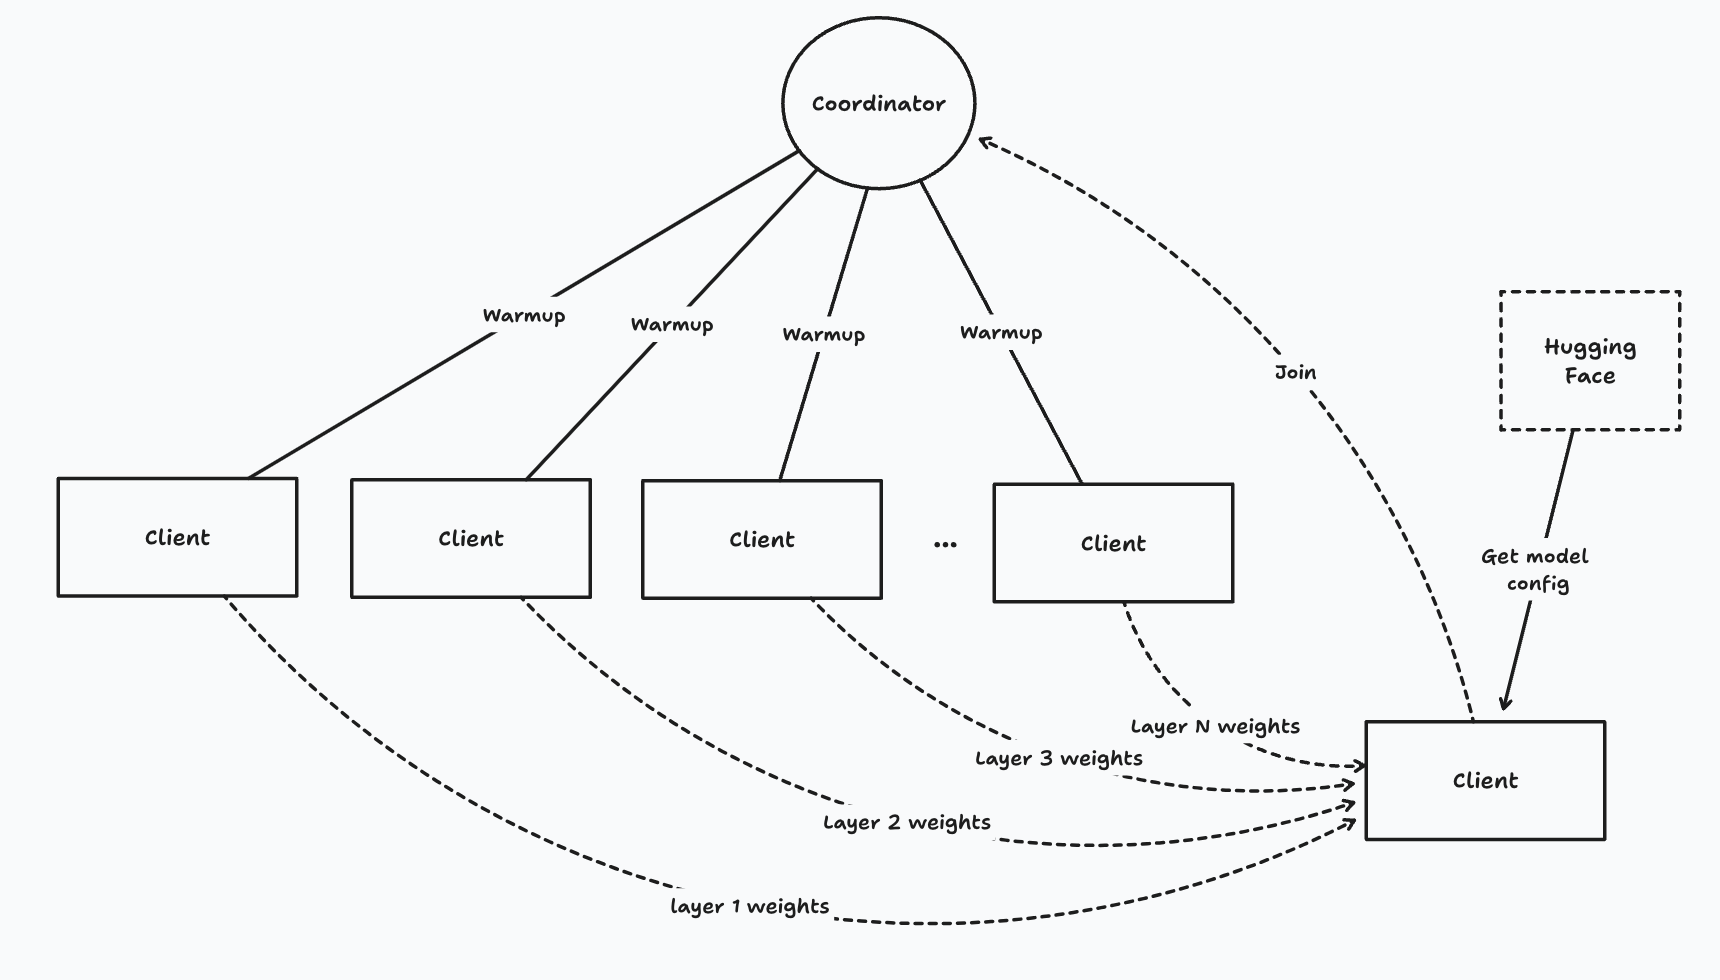 Coordinator
Warmup
Warmup
Warmup
Warmup
Join
Hugging
Face
Client
Client
Client
...
Client
Get model
config
Layer N weights
Layer 3 weights
Client
Layer 2 weights
layer 1 weights